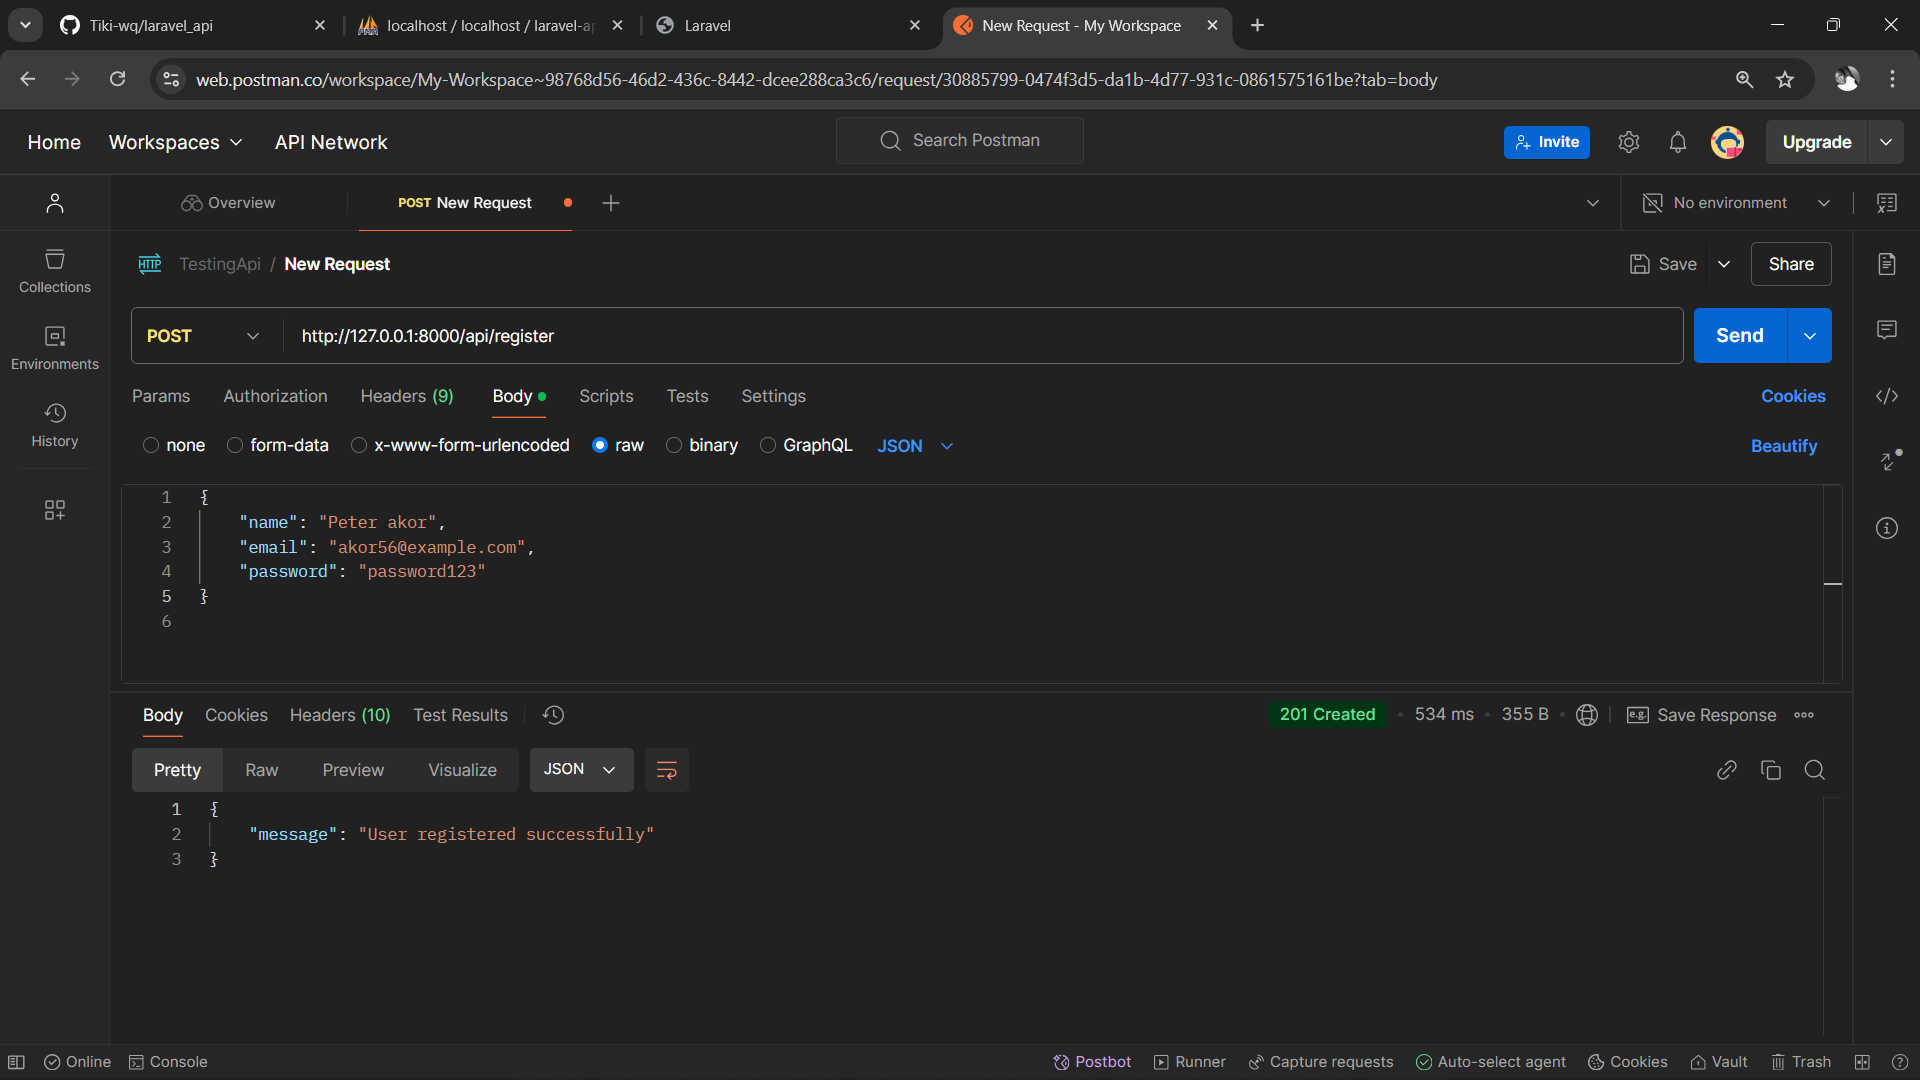 Tiki-wq/laravel_api
localhost / localhost / laravel-ap
Laravel
New Request - My Workspace
web.postman.co/workspace/My-Workspace~98768d56-46d2-436c-8442-dcee288ca3c6/request/30885799-0474f3d5-da1b-4d77-931c-0861575161be?tab=body
Home Workspaces API Network
Search Postman
Invite
Upgrade
Overview
POST New Request
No environment
Collections
Environments
History
HTTP TestingApi / New Request
Save
Share
POST http://127.0.0.1:8000/api/register
Send
Params Authorization Headers (9) Body Scripts Tests Settings
Cookies
none form-data x-www-form-urlencoded raw binary GraphQL JSON
Beautify
1 {
2 "name": "Peter akor",
3 "email": "akor56@example.com",
4 "password": "password123"
5 }
6
Body Cookies Headers (10) Test Results
201 Created • 534 ms • 355 B •
e.g. Save Response
Pretty Raw Preview Visualize JSON
1 {
2 "message": "User registered successfully"
3 }
Online Console
Postbot Runner Capture requests Auto-select agent Cookies Vault Trash